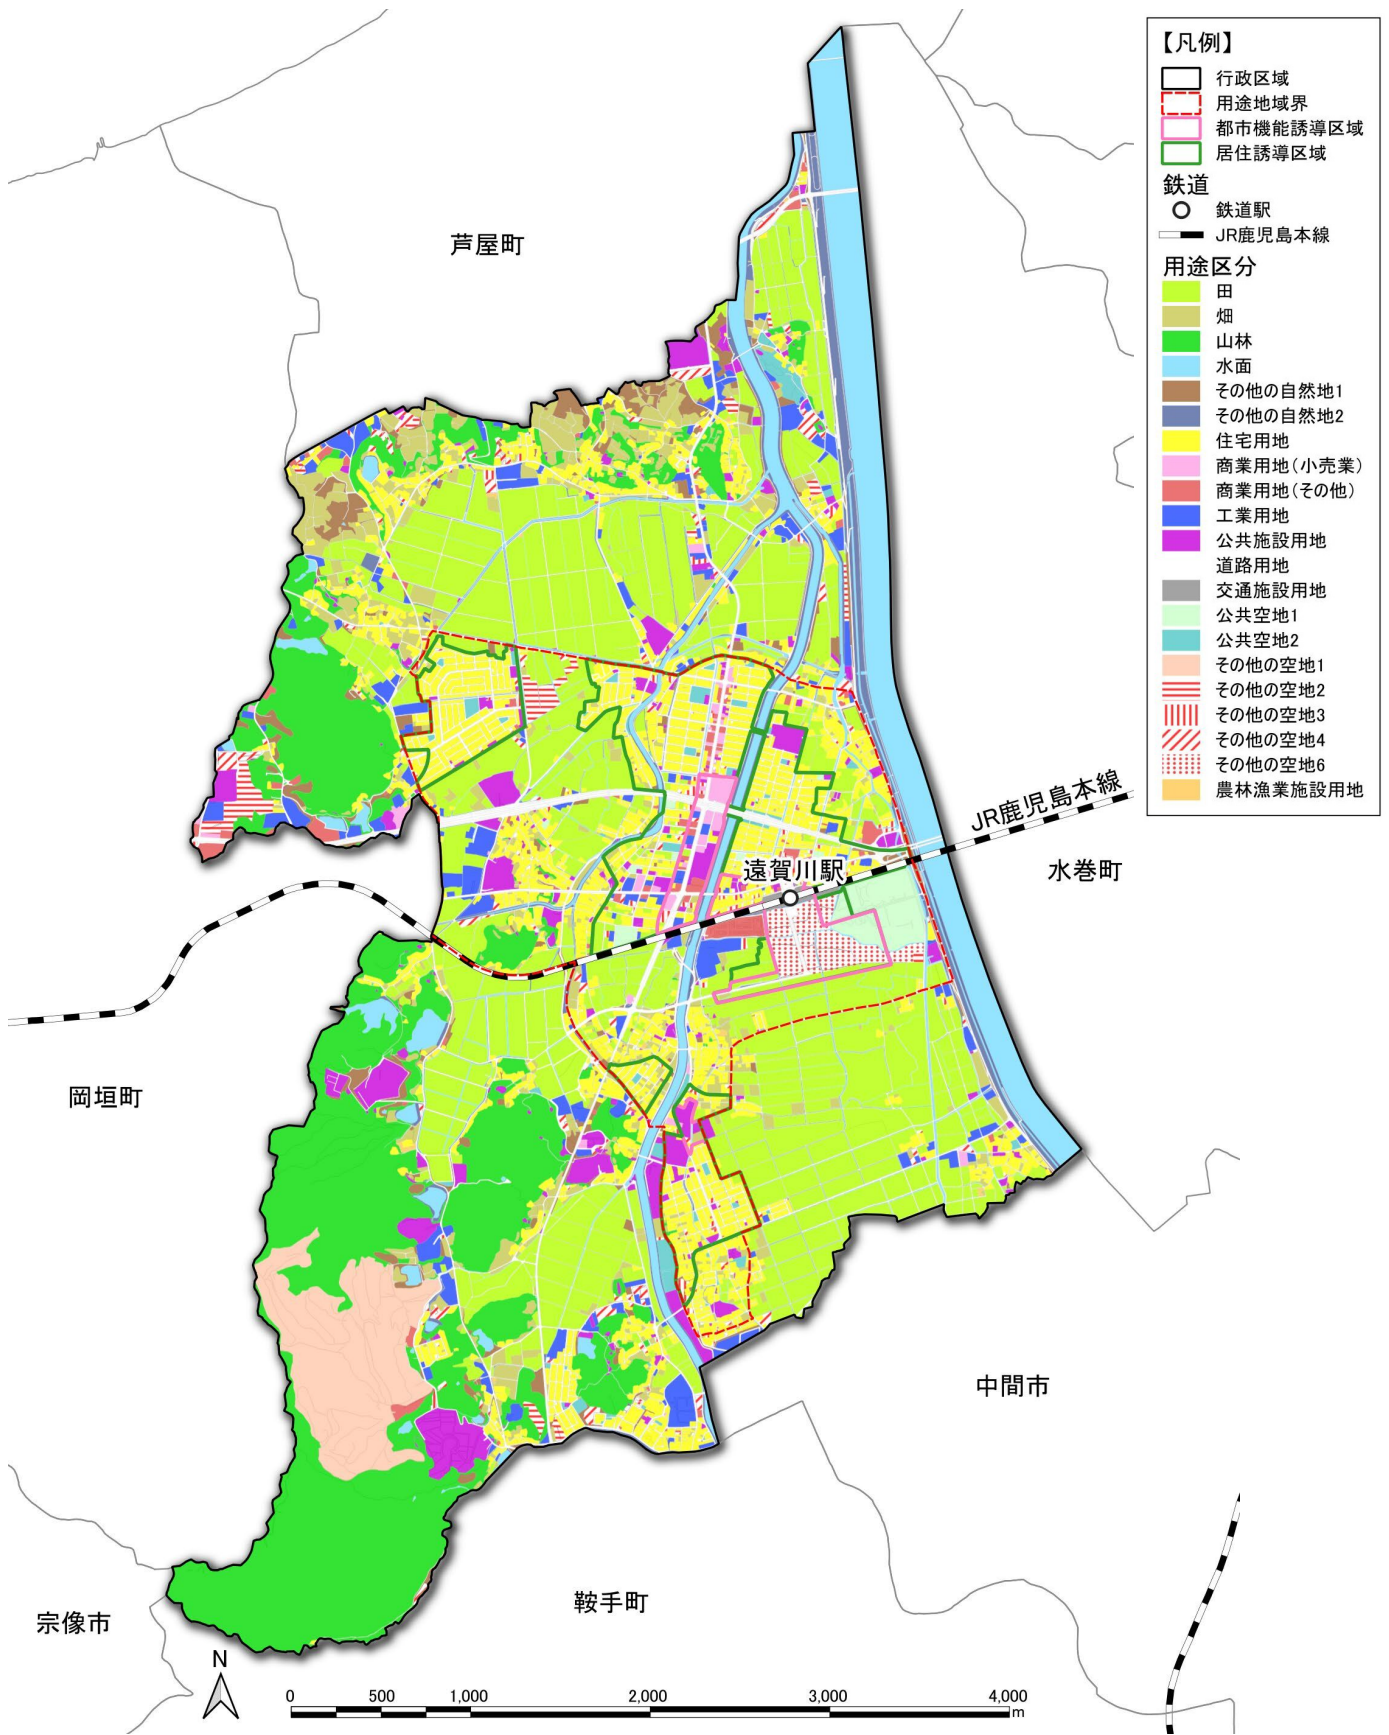 【凡例】
行政区域
用途地域界
都市機能誘導区域
居住誘導区域
鉄道
鉄道駅
JR鹿児島本線
用途区分
田
畑
山林
水面
その他の自然地1
その他の自然地2
住宅用地
商業用地(小売業)
商業用地(その他)
工業用地
公共施設用地
道路用地
交通施設用地
公共空地1
公共空地2
その他の空地1
その他の空地2
その他の空地3
その他の空地4
その他の空地6
農林漁業施設用地
芦屋町
JR鹿児島本線
遠賀川駅
水巻町
岡垣町
中間市
鞍手町
宗像市
N
0 500 1,000 2,000 3,000 4,000
m